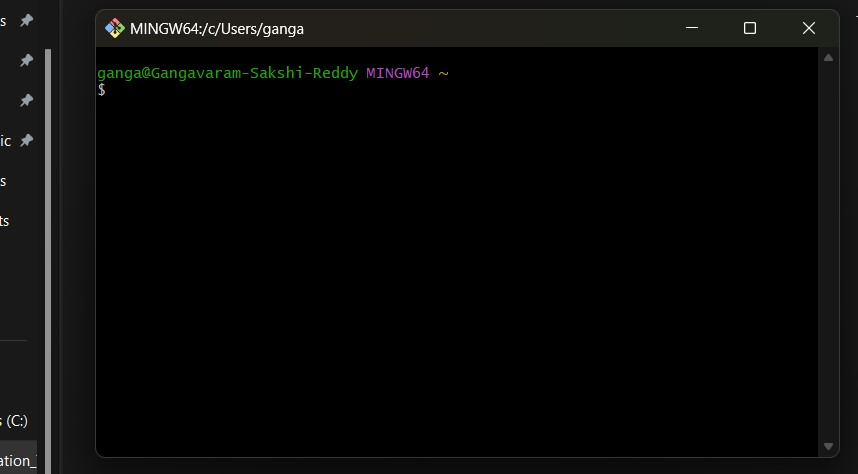 MINGW64:/c/Users/ganga
ganga@Gangavaram-Sakshi-Reddy MINGW64 ~
$
s
ic
s
ts
s (C:)
ation_